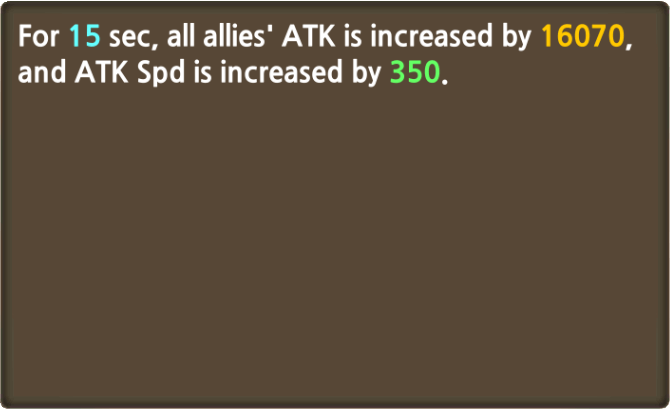 For 15 sec, all allies' ATK is increased by 16070,
and ATK Spd is increased by 350.